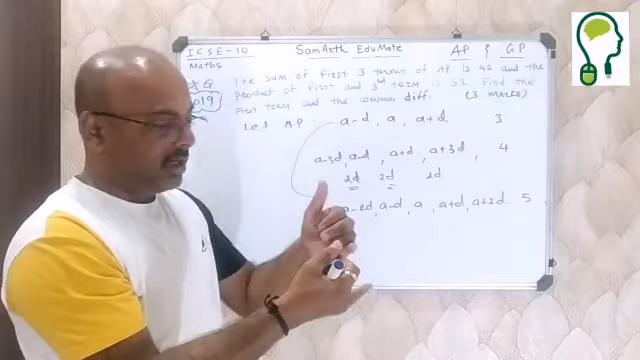 ICSE-10 SamArth EduMate AP & GP
Maths
Q The sum of first 3 terms of AP is 42 and the
2019 product of first and 3rd term is 52. Find the
First term and the common diff. (3 marks)
Let AP: a-d, a, a+d 3
a-3d, a-d, a+d, a+3d, 4
2d 2d 2d
a-2d, a-d, a, a+d, a+2d. 5